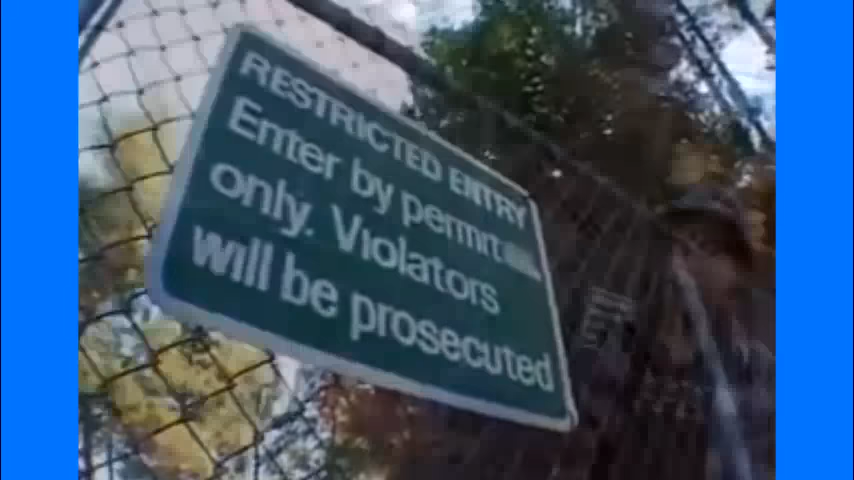 RESTRICTED ENTRY
Enter by permit
only. Violators
will be prosecuted